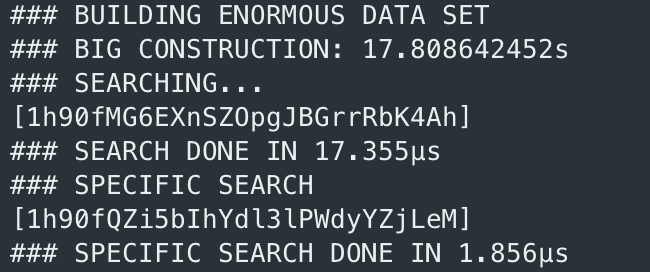 ### BUILDING ENORMOUS DATA SET
### BIG CONSTRUCTION: 17.808642452s
### SEARCHING...
[1h90fMG6EXnSZOpgJBGrrRbK4Ah]
### SEARCH DONE IN 17.355µs
### SPECIFIC SEARCH
[1h90fQZi5bIhYdl3lPWdyYZjLeM]
### SPECIFIC SEARCH DONE IN 1.856µs